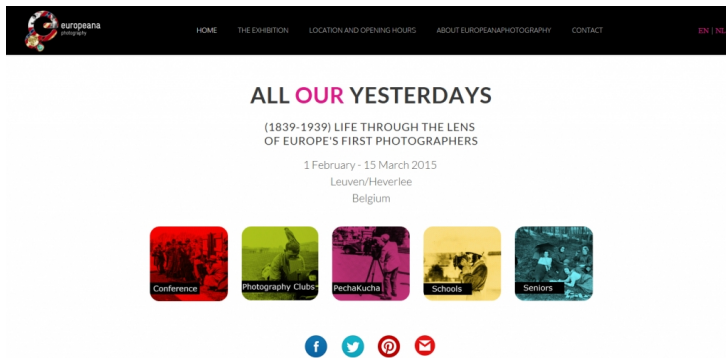 europeana
photography
HOME
THE EXHIBITION
LOCATION AND OPENING HOURS
ABOUT EUROPEANAPHOTOGRAPHY
CONTACT
EN | NL
ALL OUR YESTERDAYS
(1839-1939) LIFE THROUGH THE LENS
OF EUROPE'S FIRST PHOTOGRAPHERS
1 February - 15 March 2015
Leuven/Heverlee
Belgium
Conference
Photography Clubs
PechaKucha
Schools
Seniors